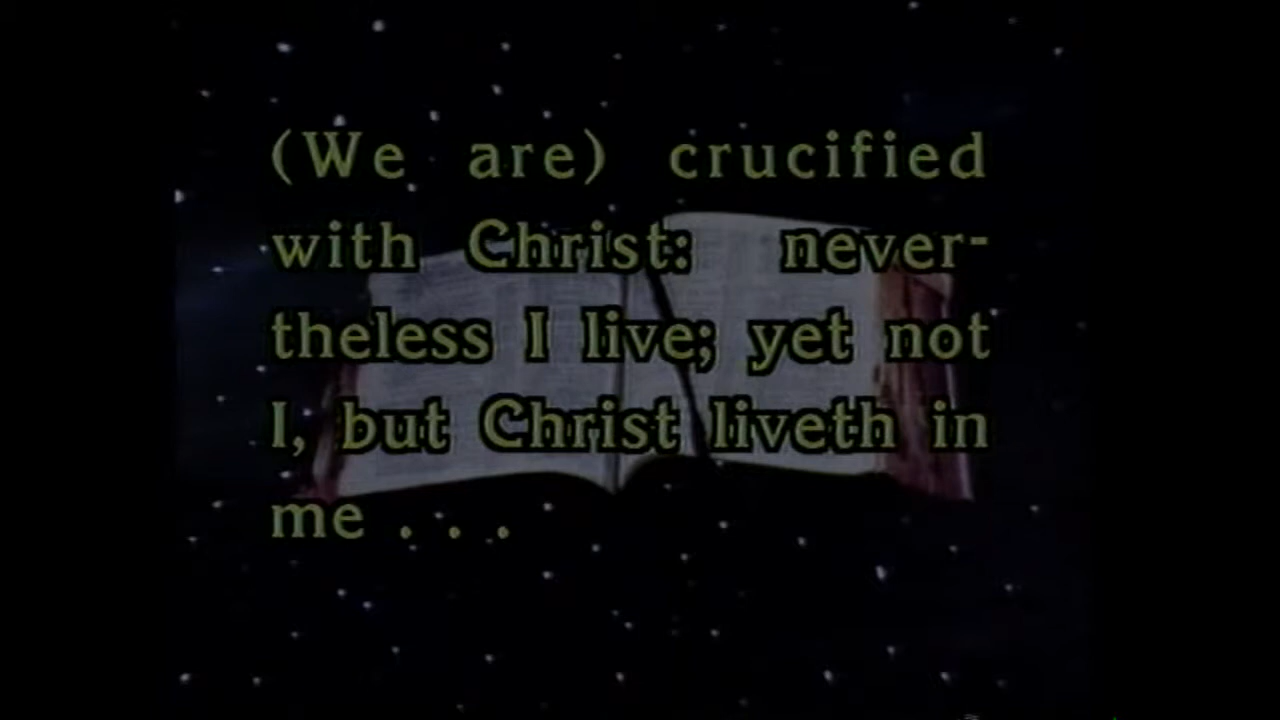 (We are) crucified
with Christ: never-
theless I live; yet not
I, but Christ liveth in
me . . .